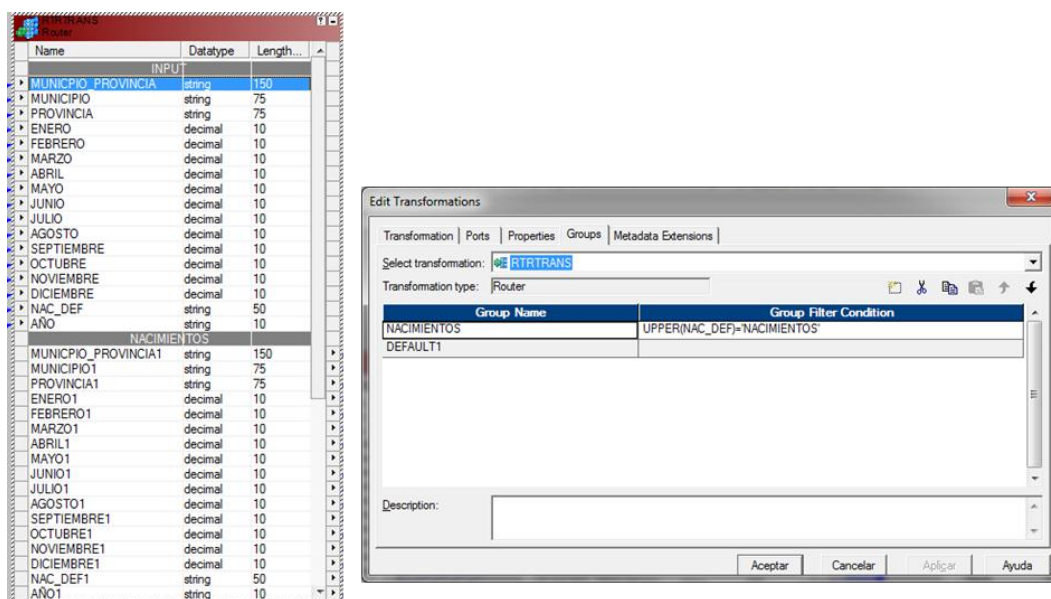 RTRTRANS
Router
Name Datatype Length...
INPUT
MUNICPIO_PROVINCIA string 150
MUNICIPIO string 75
PROVINCIA string 75
ENERO decimal 10
FEBRERO decimal 10
MARZO decimal 10
ABRIL decimal 10
MAYO decimal 10
JUNIO decimal 10
JULIO decimal 10
AGOSTO decimal 10
SEPTIEMBRE decimal 10
OCTUBRE decimal 10
NOVIEMBRE decimal 10
DICIEMBRE decimal 10
NAC_DEF string 50
AÑO string 10
NACIMIENTOS
MUNICPIO_PROVINCIA1 string 150
MUNICIPIO1 string 75
PROVINCIA1 string 75
ENERO1 decimal 10
FEBRERO1 decimal 10
MARZO1 decimal 10
ABRIL1 decimal 10
MAYO1 decimal 10
JUNIO1 decimal 10
JULIO1 decimal 10
AGOSTO1 decimal 10
SEPTIEMBRE1 decimal 10
OCTUBRE1 decimal 10
NOVIEMBRE1 decimal 10
DICIEMBRE1 decimal 10
NAC_DEF1 string 50
AÑO1 string 10
Edit Transformations
Transformation Ports Properties Groups Metadata Extensions
Select transformation: RTRTRANS
Transformation type: Router
Group Name Group Filter Condition
NACIMIENTOS UPPER(NAC_DEF)='NACIMIENTOS'
DEFAULT1
Description:
Aceptar Cancelar Aplicar Ayuda